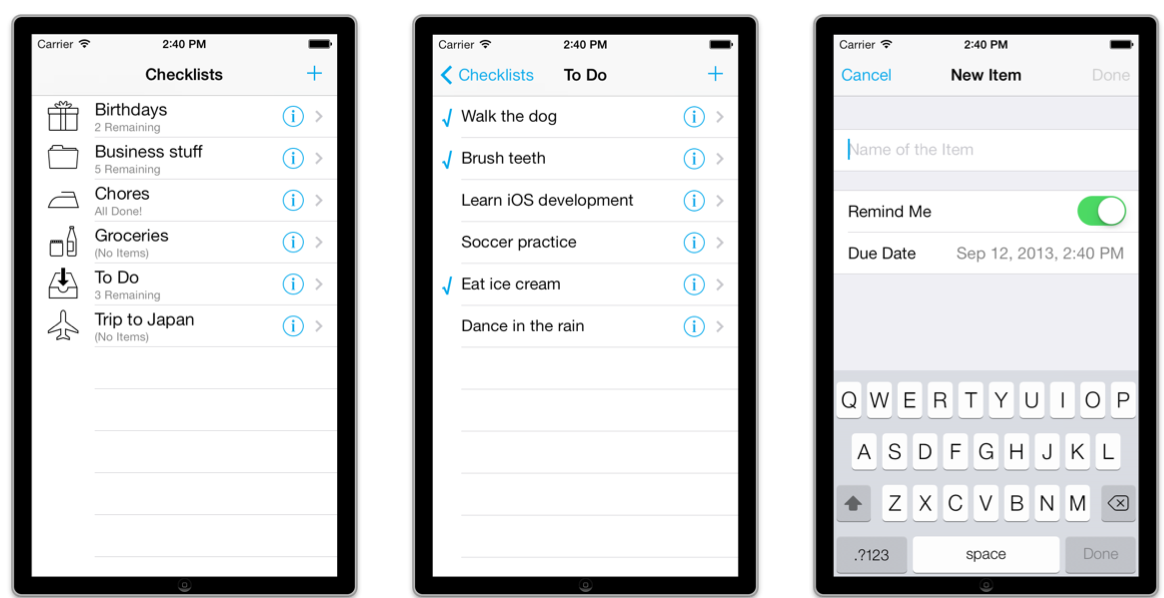 Carrier 2:40 PM
Checklists +
Birthdays
2 Remaining
Business stuff
5 Remaining
Chores
All Done!
Groceries
(No Items)
To Do
3 Remaining
Trip to Japan
(No Items)
Carrier 2:40 PM
Checklists To Do +
Walk the dog
Brush teeth
Learn iOS development
Soccer practice
Eat ice cream
Dance in the rain
Carrier 2:40 PM
Cancel New Item Done
Name of the Item
Remind Me
Due Date Sep 12, 2013, 2:40 PM
Q W E R T Y U I O P
A S D F G H J K L
Z X C V B N M
.?123 space Done